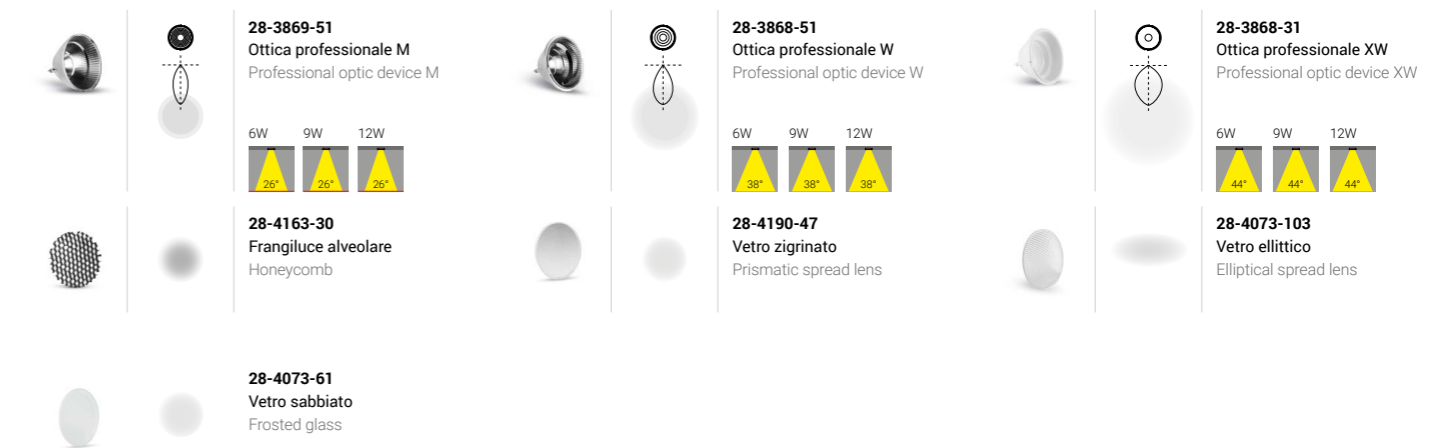 28-3869-51
Ottica professionale M
Professional optic device M
6W 9W 12W
26° 26° 26°
28-3868-51
Ottica professionale W
Professional optic device W
6W 9W 12W
38° 38° 38°
28-3868-31
Ottica professionale XW
Professional optic device XW
6W 9W 12W
44° 44° 44°
28-4163-30
Frangiluce alveolare
Honeycomb
28-4190-47
Vetro zigrinato
Prismatic spread lens
28-4073-103
Vetro ellittico
Elliptical spread lens
28-4073-61
Vetro sabbiato
Frosted glass